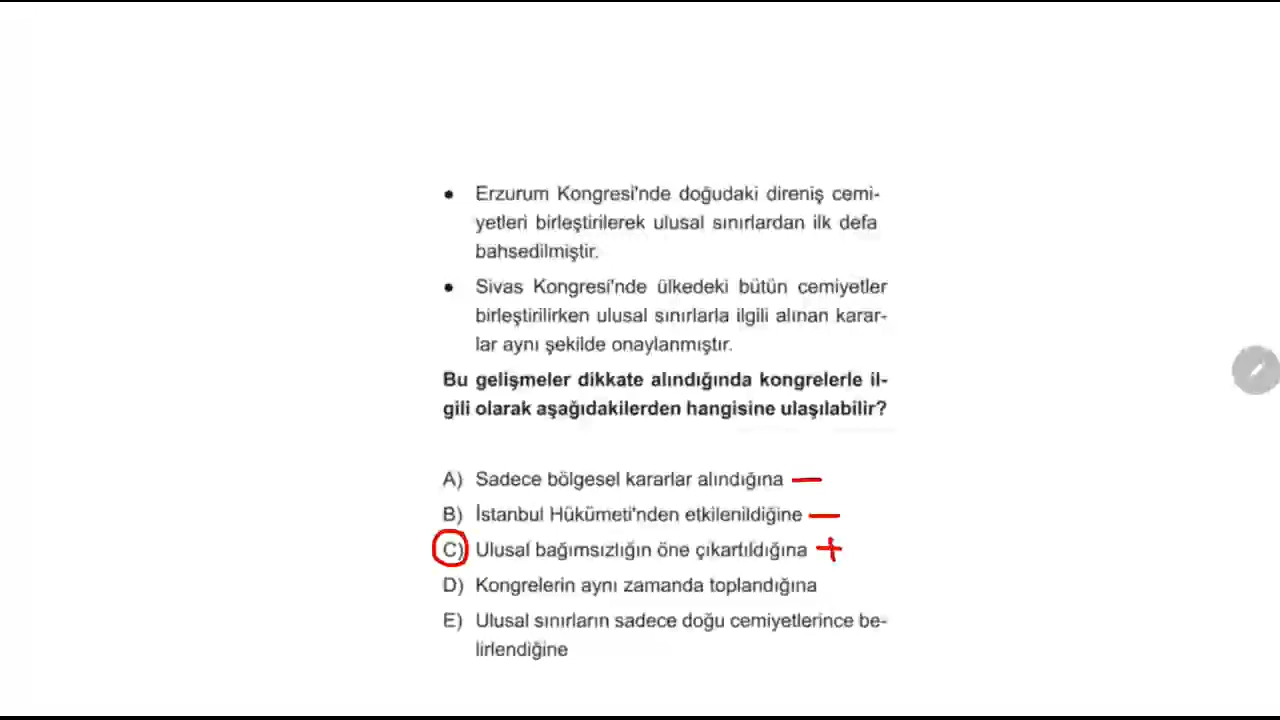 • Erzurum Kongresi'nde doğudaki direniş cemi-
yetleri birleştirilerek ulusal sınırlardan ilk defa
bahsedilmiştir.
• Sivas Kongresi'nde ülkedeki bütün cemiyetler
birleştirilirken ulusal sınırlarla ilgili alınan karar-
lar aynı şekilde onaylanmıştır.
Bu gelişmeler dikkate alındığında kongrelerle il-
gili olarak aşağıdakilerden hangisine ulaşılabilir?
A) Sadece bölgesel kararlar alındığına —
B) İstanbul Hükümeti'nden etkilenildiğine —
C) Ulusal bağımsızlığın öne çıkartıldığına +
D) Kongrelerin aynı zamanda toplandığına
E) Ulusal sınırların sadece doğu cemiyetlerince be-
lirlendiğine